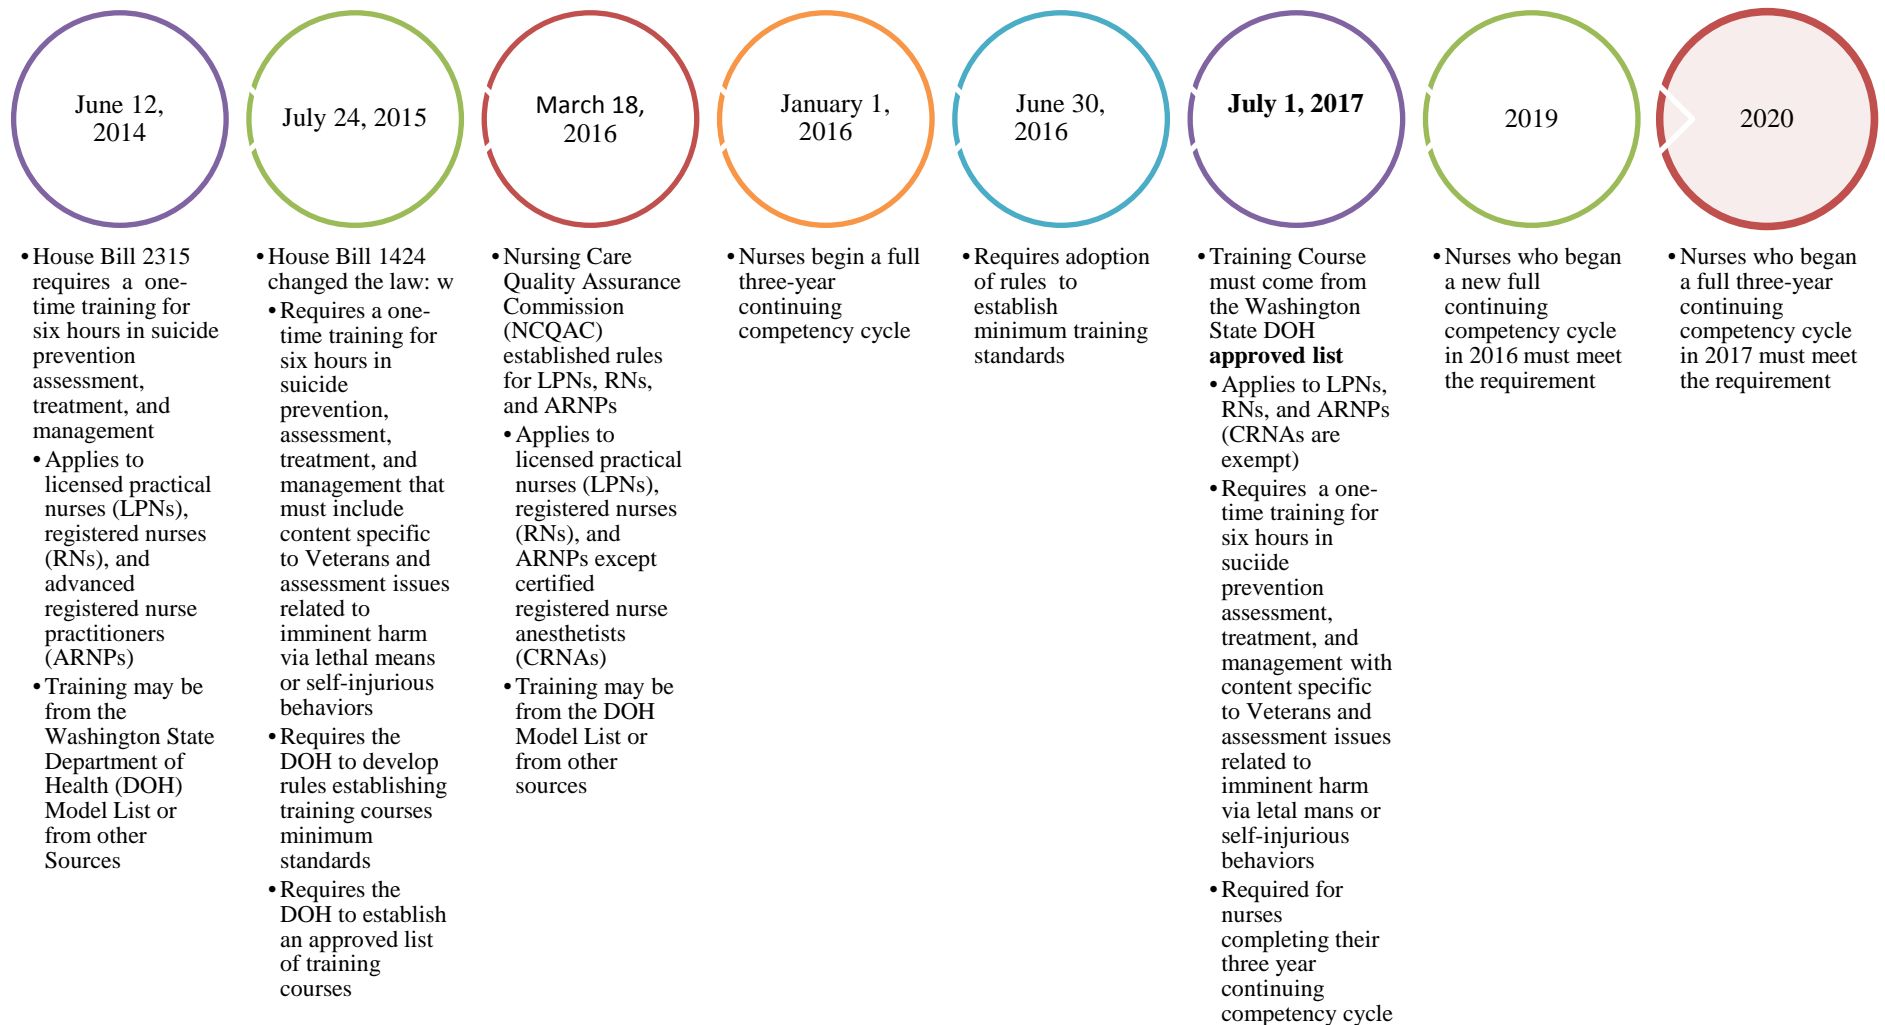 June 12,
2014
July 24, 2015
March 18,
2016
January 1,
2016
June 30,
2016
July 1, 2017
2019
2020
• House Bill 2315
requires a one-
time training for
six hours in suicide
prevention
assessment,
treatment, and
management
• Applies to
licensed practical
nurses (LPNs),
registered nurses
(RNs), and
advanced
registered nurse
practitioners
(ARNPs)
• Training may be
from the
Washington State
Department of
Health (DOH)
Model List or
from other
Sources
• House Bill 1424
changed the law: w
• Requires a one-
time training for
six hours in
suicide
prevention,
assessment,
treatment, and
management that
must include
content specific
to Veterans and
assessment issues
related to
imminent harm
via lethal means
or self-injurious
behaviors
• Requires the
DOH to develop
rules establishing
training courses
minimum
standards
• Requires the
DOH to establish
an approved list
of training
courses
• Nursing Care
Quality Assurance
Commission
(NCQAC)
established rules
for LPNs, RNs,
and ARNPs
• Applies to
licensed practical
nurses (LPNs),
registered nurses
(RNs), and
ARNPs except
certified
registered nurse
anesthetists
(CRNAs)
• Training may be
from the DOH
Model List or
from other
sources
• Nurses begin a full
three-year
continuing
competency cycle
• Requires adoption
of rules to
establish
minimum training
standards
• Training Course
must come from
the Washington
State DOH
approved list
• Applies to LPNs,
RNs, and ARNPs
(CRNAs are
exempt)
• Requires a one-
time training for
six hours in
suciide
prevention
assessment,
treatment, and
management with
content specific
to Veterans and
assessment issues
related to
imminent harm
via letal mans or
self-injurious
behaviors
• Required for
nurses
completing their
three year
continuing
competency cycle
• Nurses who began
a new full
continuing
competency cycle
in 2016 must meet
the requirement
• Nurses who began
a full three-year
continuing
competency cycle
in 2017 must meet
the requirement